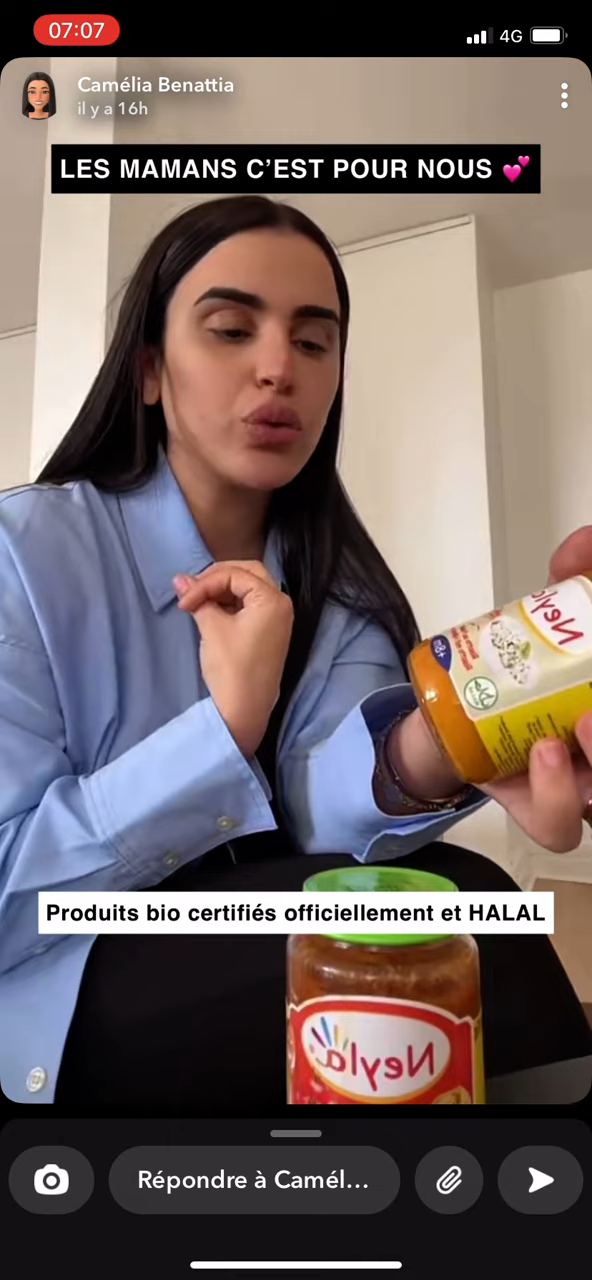 07:07
4G
Camélia Benattia
il y a 16h
LES MAMANS C’EST POUR NOUS 💕
Neyla
Produits bio certifiés officiellement et HALAL
Neyla
Répondre à Camél...